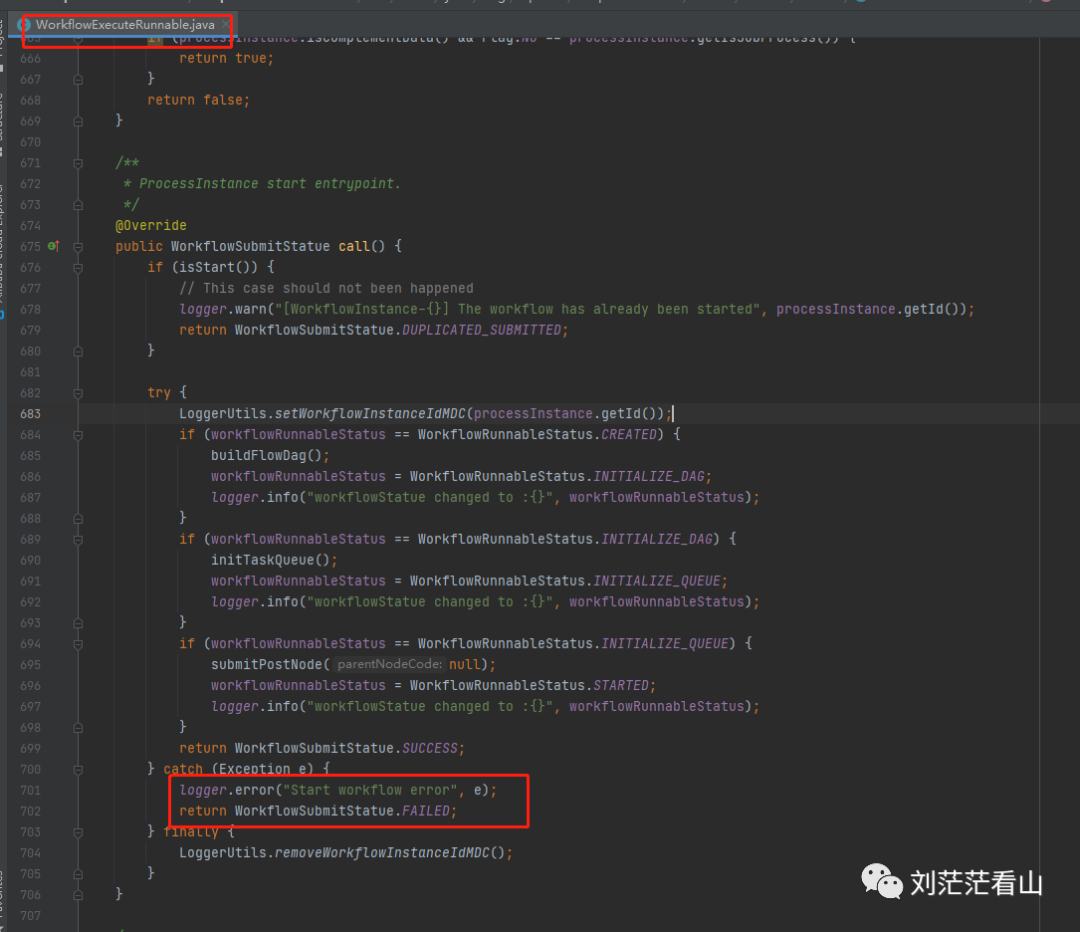 WorkflowExecuteRunnable.java
665 if (processInstance.isComplementData() && Flag.NO == processInstance.getIsSubProcess()) {
666 return true;
667 }
668 return false;
669 }
670
671 /**
672 * ProcessInstance start entrypoint.
673 */
674 @Override
675 public WorkflowSubmitStatue call() {
676 if (isStart()) {
677 // This case should not been happened
678 logger.warn("[WorkflowInstance-{}] The workflow has already been started", processInstance.getId());
679 return WorkflowSubmitStatue.DUPLICATED_SUBMITTED;
680 }
681
682 try {
683 LoggerUtils.setWorkflowInstanceIdMDC(processInstance.getId());
684 if (workflowRunnableStatus == WorkflowRunnableStatus.CREATED) {
685 buildFlowDag();
686 workflowRunnableStatus = WorkflowRunnableStatus.INITIALIZE_DAG;
687 logger.info("workflowStatue changed to :{}", workflowRunnableStatus);
688 }
689 if (workflowRunnableStatus == WorkflowRunnableStatus.INITIALIZE_DAG) {
690 initTaskQueue();
691 workflowRunnableStatus = WorkflowRunnableStatus.INITIALIZE_QUEUE;
692 logger.info("workflowStatue changed to :{}", workflowRunnableStatus);
693 }
694 if (workflowRunnableStatus == WorkflowRunnableStatus.INITIALIZE_QUEUE) {
695 submitPostNode( parentNodeCode: null);
696 workflowRunnableStatus = WorkflowRunnableStatus.STARTED;
697 logger.info("workflowStatue changed to :{}", workflowRunnableStatus);
698 }
699 return WorkflowSubmitStatue.SUCCESS;
700 } catch (Exception e) {
701 logger.error("Start workflow error", e);
702 return WorkflowSubmitStatue.FAILED;
703 } finally {
704 LoggerUtils.removeWorkflowInstanceIdMDC();
705 }
706 }
707
刘茫茫看山